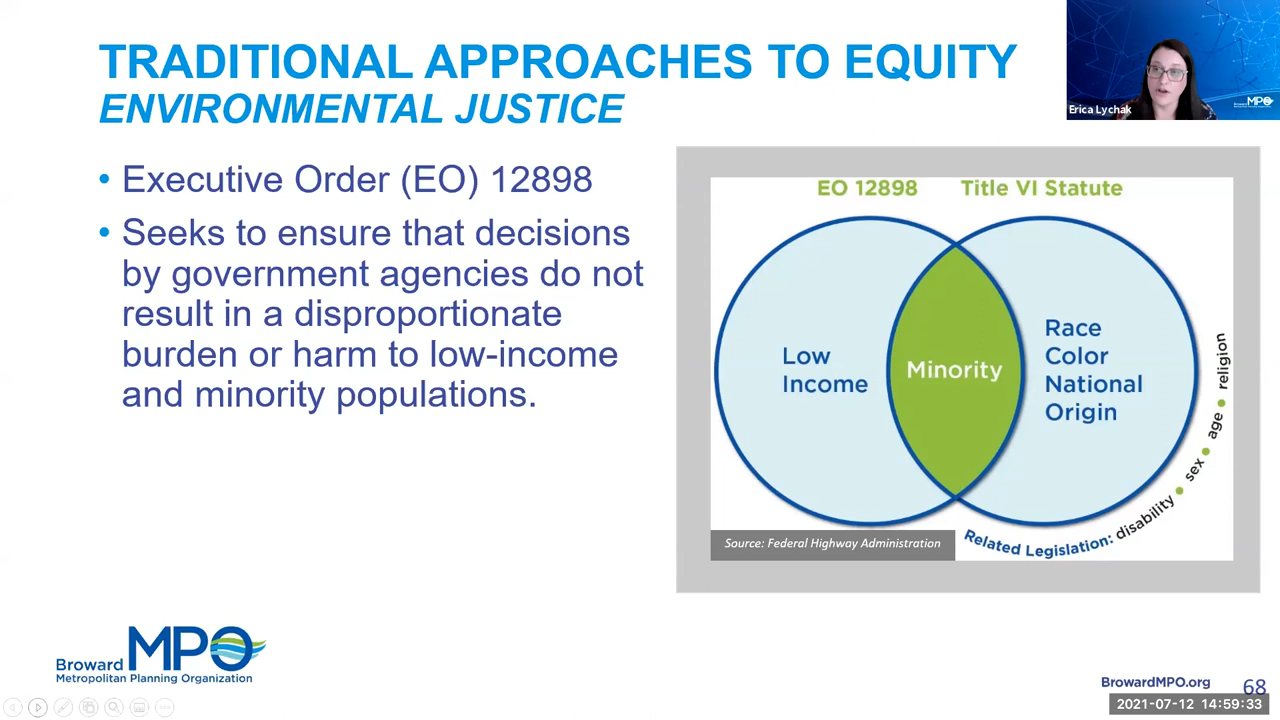 TRADITIONAL APPROACHES TO EQUITY
ENVIRONMENTAL JUSTICE
Erica Lychak
MPO
• Executive Order (EO) 12898
• Seeks to ensure that decisions
by government agencies do not
result in a disproportionate
burden or harm to low-income
and minority populations.
EO 12898 Title VI Statute
Low
Income
Minority
Race
Color
National
Origin
Related Legislation: disability • sex • age • religion
Source: Federal Highway Administration
Broward MPO
Metropolitan Planning Organization
BrowardMPO.org
68
2021-07-12 14:59:33